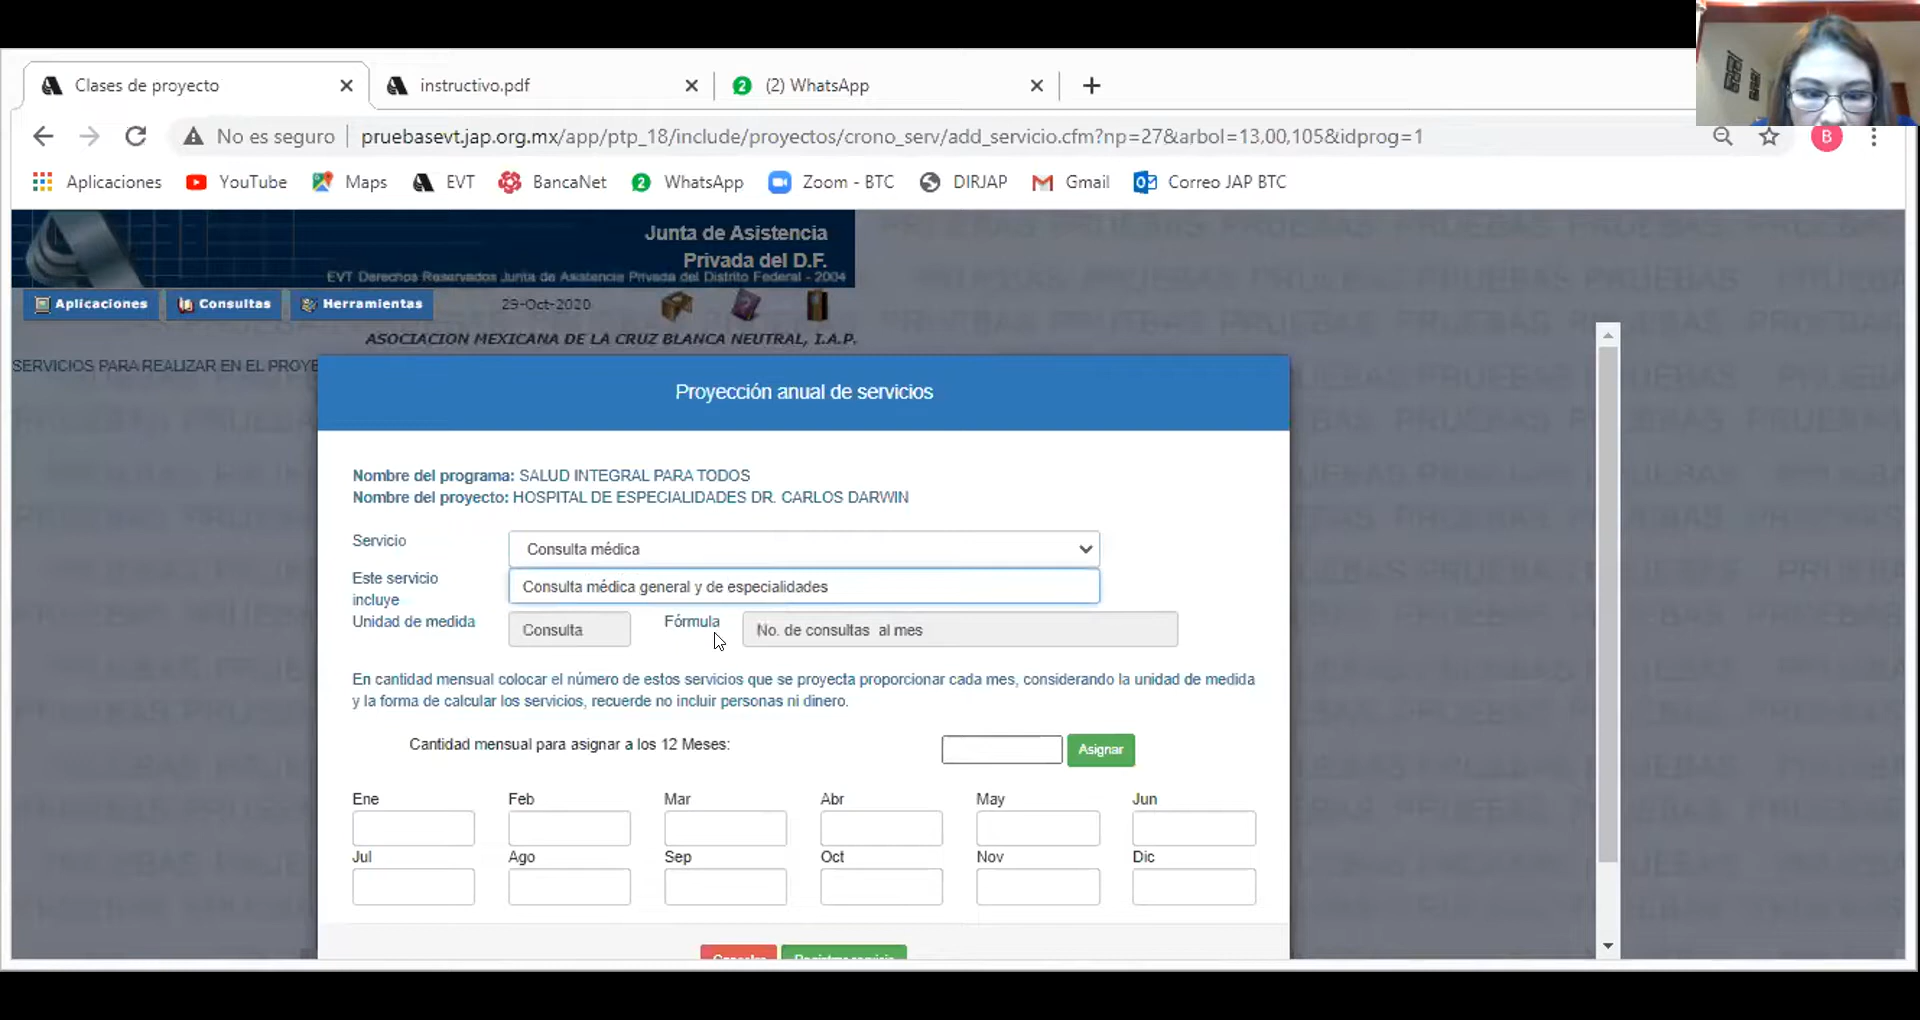 Clases de proyecto
instructivo.pdf
(2) WhatsApp
No es seguro
pruebasevt.jap.org.mx/app/ptp_18/include/proyectos/crono_serv/add_servicio.cfm?np=27&arbol=13,00,105&idprog=1
B
Aplicaciones
YouTube
Maps
EVT
BancaNet
2
WhatsApp
Zoom - BTC
DIRJAP
Gmail
Correo JAP BTC
Junta de Asistencia
Privada del D.F.
EVT Derechos Reservados Junta de Asistencia Privada del Distrito Federal - 2004
Aplicaciones
Consultas
Herramientas
29-Oct-2020
ASOCIACION MEXICANA DE LA CRUZ BLANCA NEUTRAL, I.A.P.
SERVICIOS PARA REALIZAR EN EL PROYE
Proyección anual de servicios
Nombre del programa: SALUD INTEGRAL PARA TODOS
Nombre del proyecto: HOSPITAL DE ESPECIALIDADES DR. CARLOS DARWIN
Servicio
Consulta médica
Este servicio
incluye
Consulta médica general y de especialidades
Unidad de medida
Consulta
Fórmula
No. de consultas al mes
En cantidad mensual colocar el número de estos servicios que se proyecta proporcionar cada mes, considerando la unidad de medida
y la forma de calcular los servicios, recuerde no incluir personas ni dinero.
Cantidad mensual para asignar a los 12 Meses:
Asignar
Ene Feb Mar Abr May Jun
Jul Ago Sep Oct Nov Dic